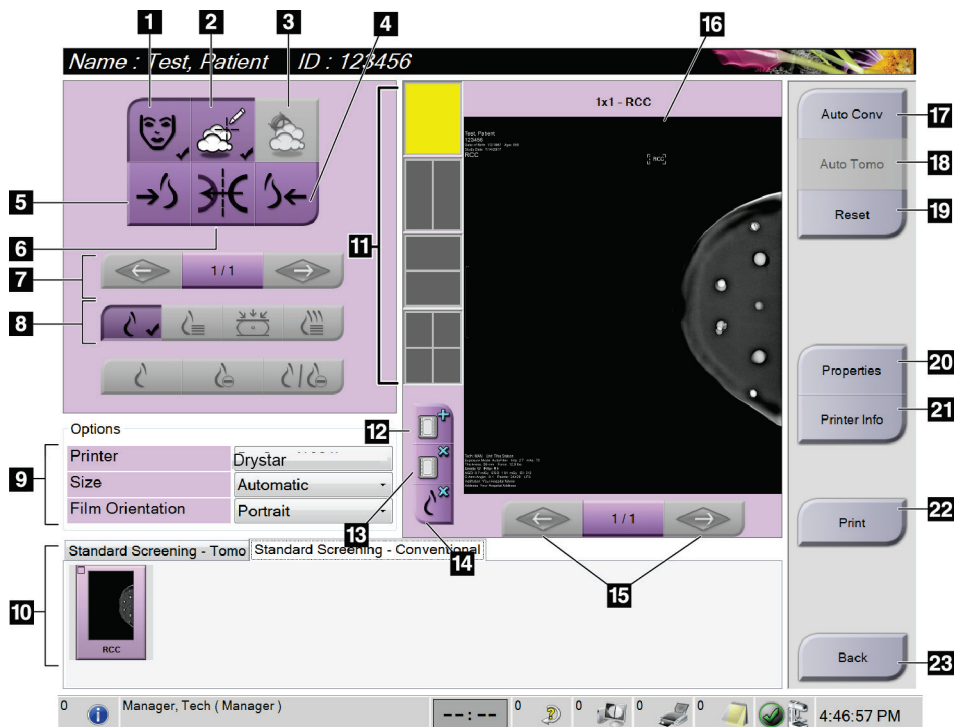 1
2
3
4
16
Name : Test, Patient ID : 123456
1x1 - RCC
Auto Conv
17
Auto Tomo
18
Reset
19
Test, Patient
123456
RCC
RCC
5
6
11
7
1/1
8
Properties
20
Printer Info
21
Options
12
9
Printer
Drystar
Size
Automatic
Film Orientation
Portrait
13
14
1/1
15
Print
22
10
Standard Screening - Tomo
Standard Screening - Conventional
RCC
Back
23
0
Manager, Tech ( Manager )
--:--
0
0
0
0
4:46:57 PM